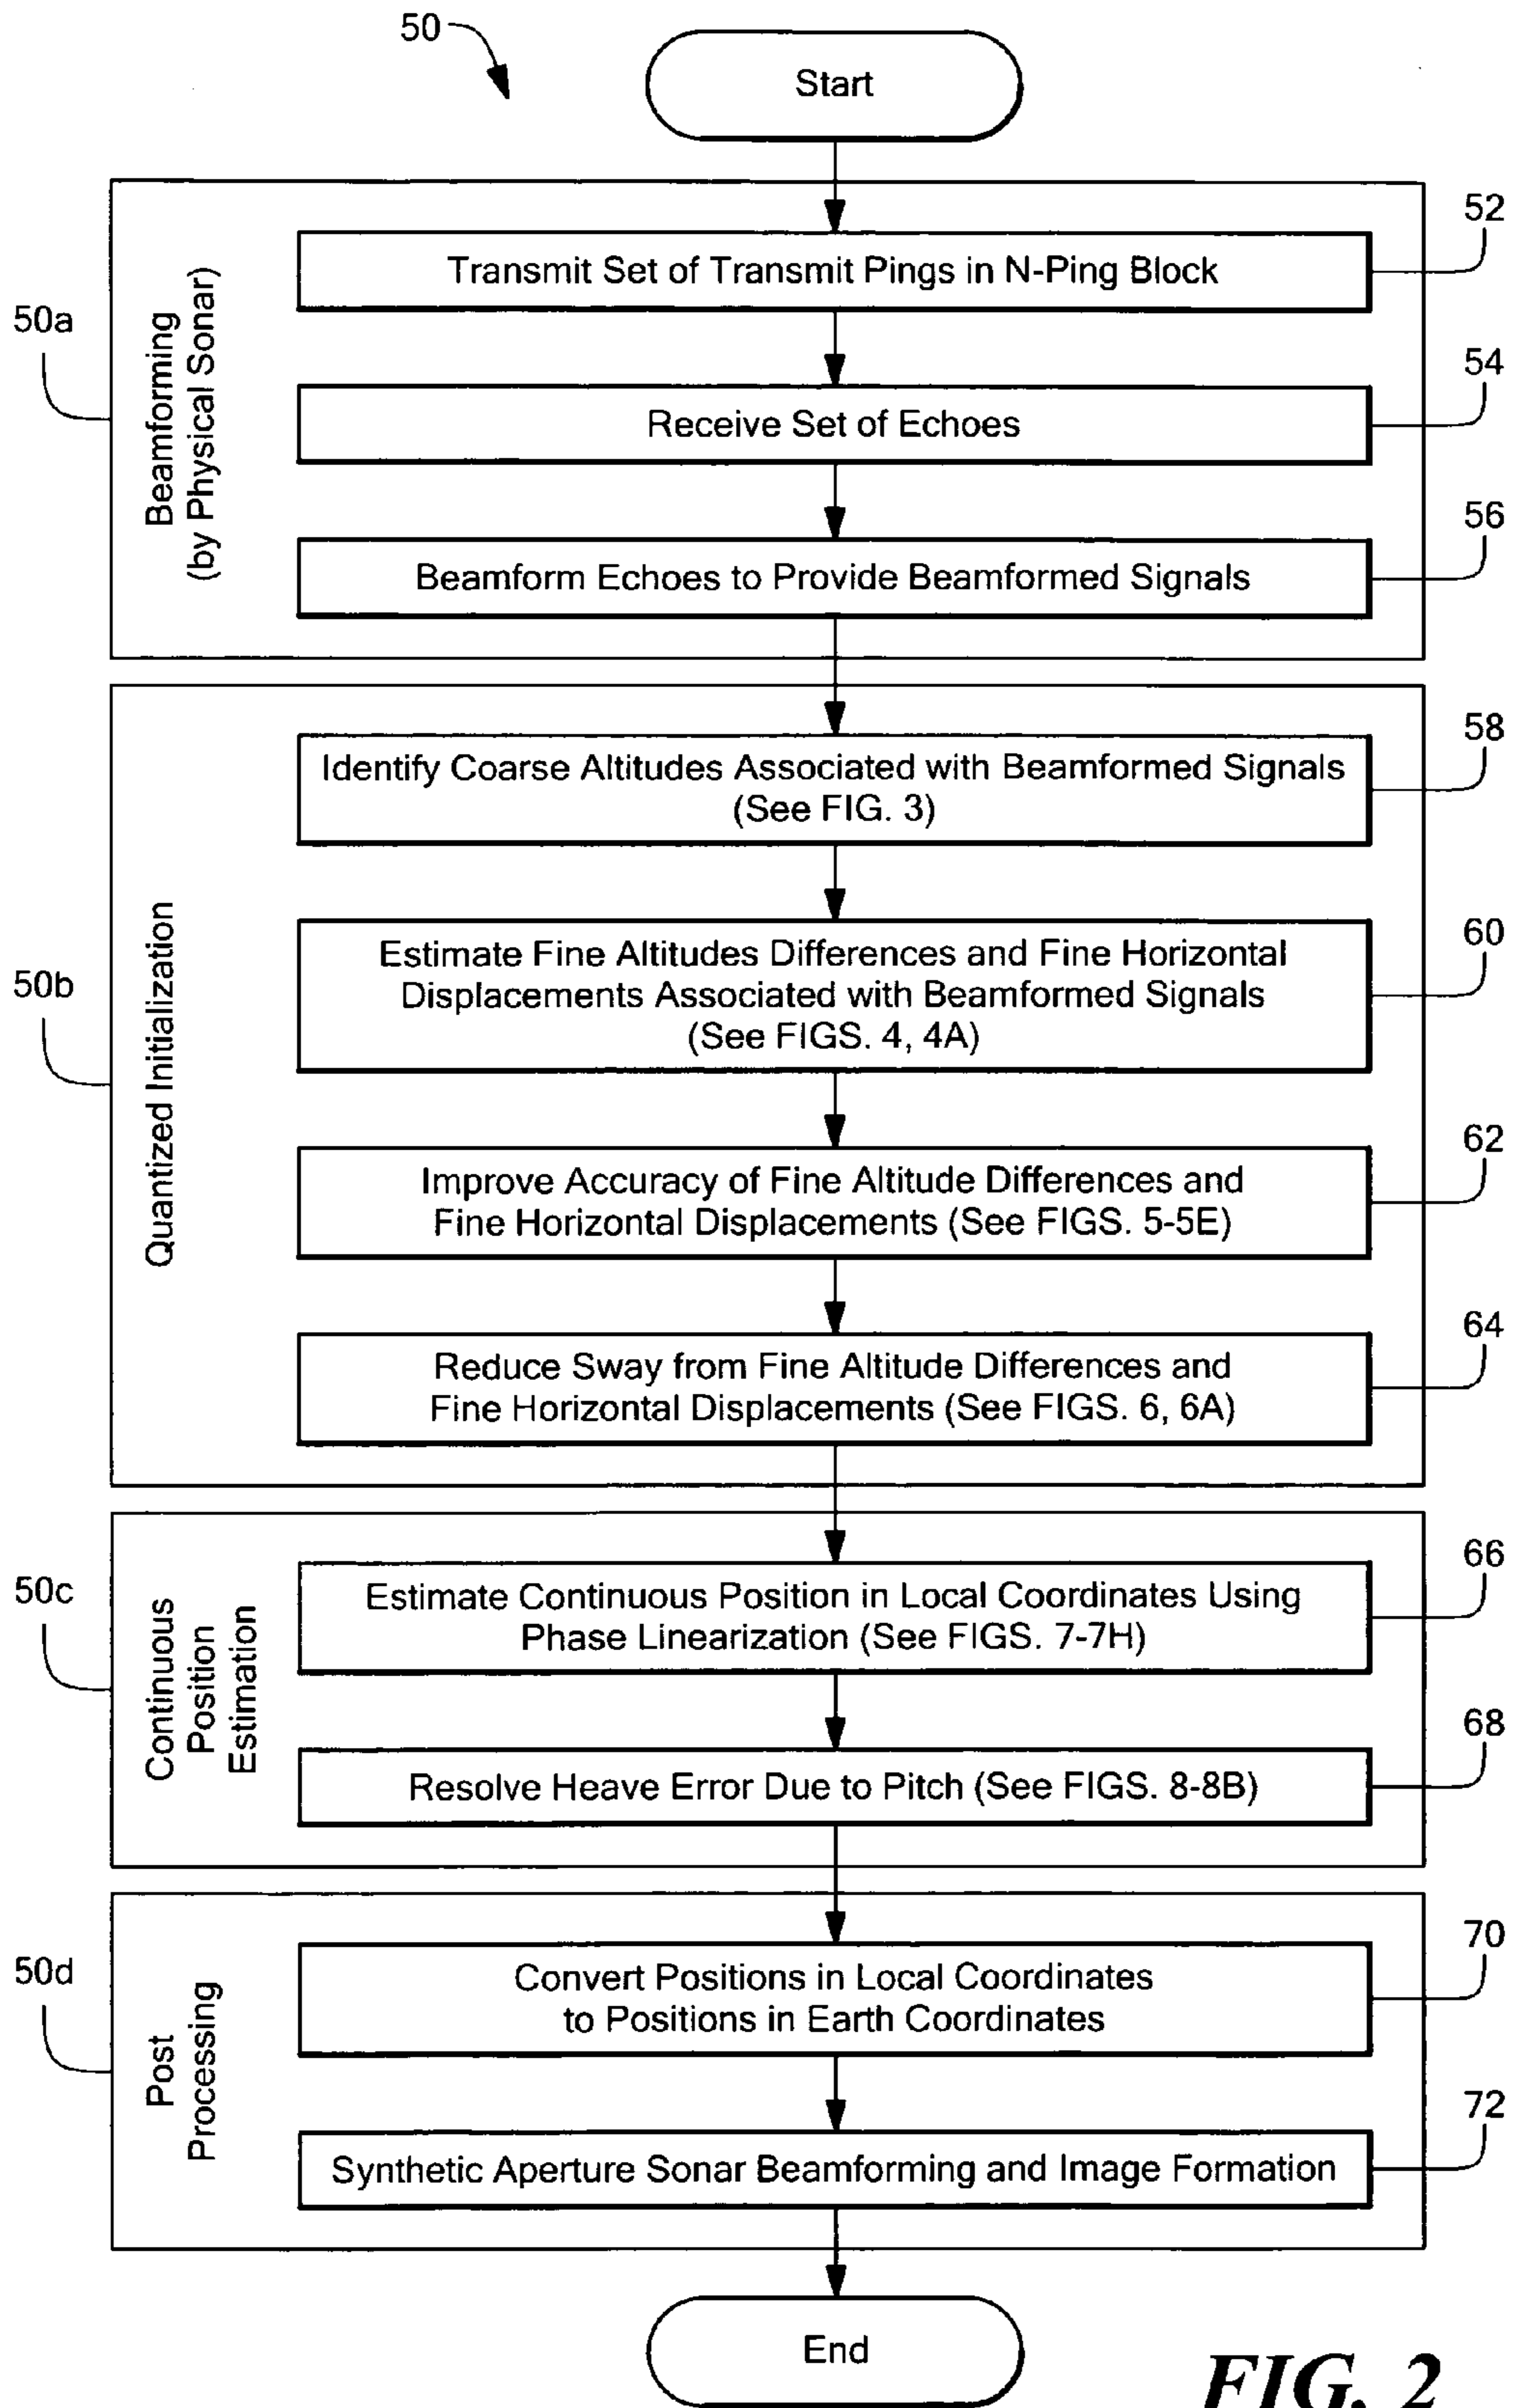 50
Start
50a
Beamforming
(by Physical Sonar)
52
Transmit Set of Transmit Pings in N-Ping Block
54
Receive Set of Echoes
56
Beamform Echoes to Provide Beamformed Signals
50b
Quantized Initialization
58
Identify Coarse Altitudes Associated with Beamformed Signals
(See FIG. 3)
60
Estimate Fine Altitudes Differences and Fine Horizontal
Displacements Associated with Beamformed Signals
(See FIGS. 4, 4A)
62
Improve Accuracy of Fine Altitude Differences and
Fine Horizontal Displacements (See FIGS. 5-5E)
64
Reduce Sway from Fine Altitude Differences and
Fine Horizontal Displacements (See FIGS. 6, 6A)
50c
Continuous
Position
Estimation
66
Estimate Continuous Position in Local Coordinates Using
Phase Linearization (See FIGS. 7-7H)
68
Resolve Heave Error Due to Pitch (See FIGS. 8-8B)
50d
Post
Processing
70
Convert Positions in Local Coordinates
to Positions in Earth Coordinates
72
Synthetic Aperture Sonar Beamforming and Image Formation
End
FIG. 2